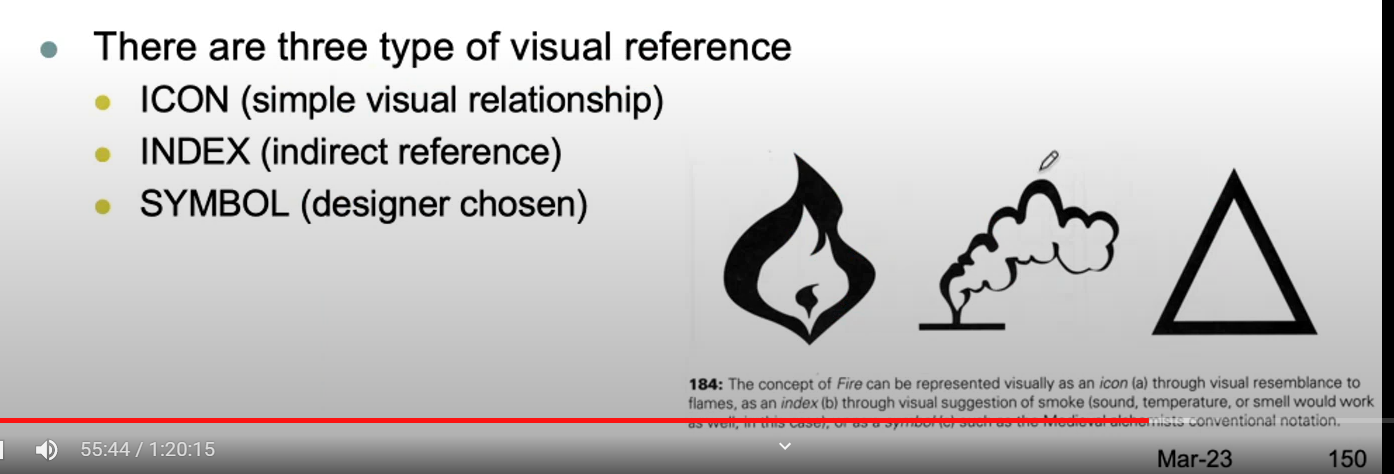 There are three type of visual reference
ICON (simple visual relationship)
INDEX (indirect reference)
SYMBOL (designer chosen)
184: The concept of Fire can be represented visually as an icon (a) through visual resemblance to
flames, as an index (b) through visual suggestion of smoke (sound, temperature, or smell would work
as well, in this case), or as a symbol (c) such as the Medieval alchemists conventional notation.
55:44 / 1:20:15
Mar-23
150